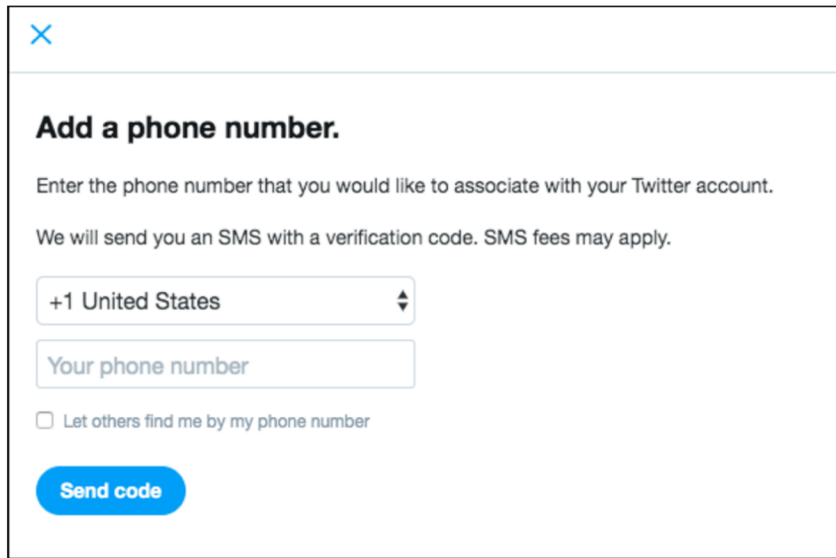 Add a phone number.
Enter the phone number that you would like to associate with your Twitter account.
We will send you an SMS with a verification code. SMS fees may apply.
+1 United States
Your phone number
Let others find me by my phone number
Send code